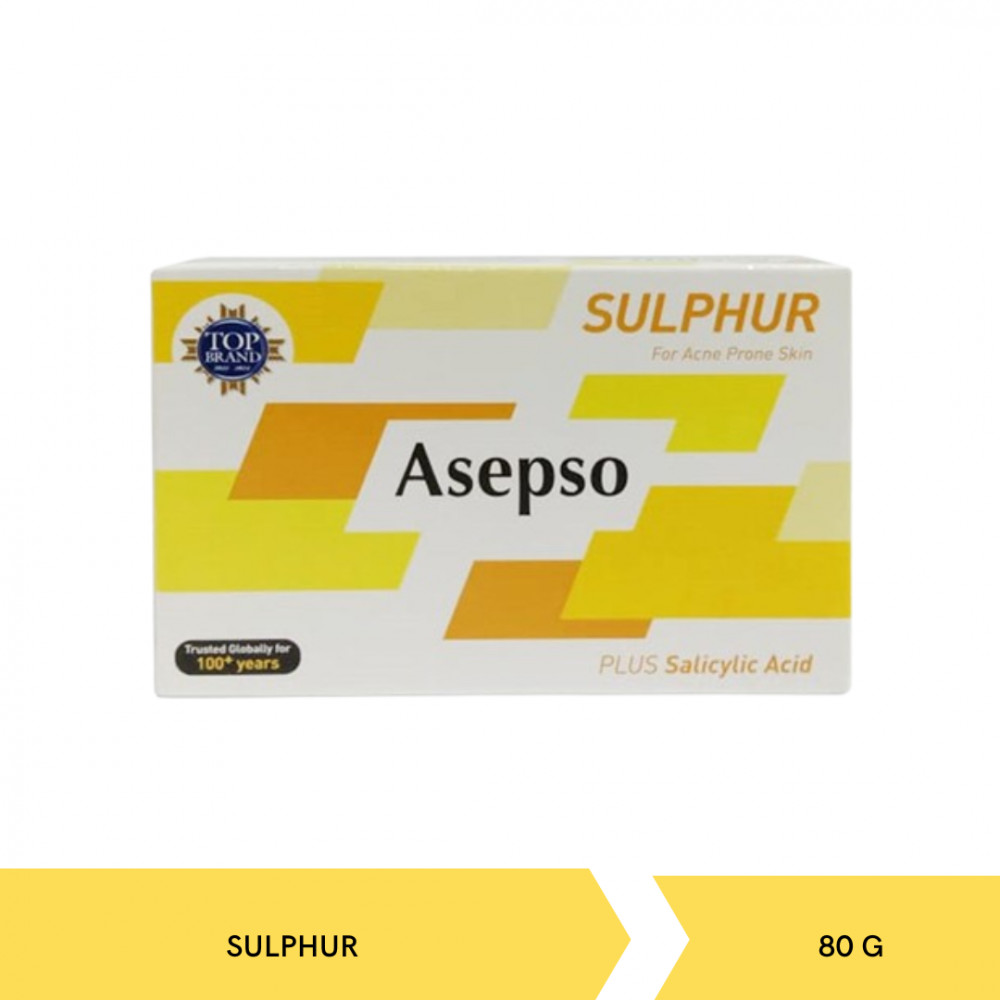 TOP
BRAND
SULPHUR
For Acne Prone Skin
Asepso
Trusted Globally for
100+ years
PLUS Salicylic Acid
SULPHUR
80 G